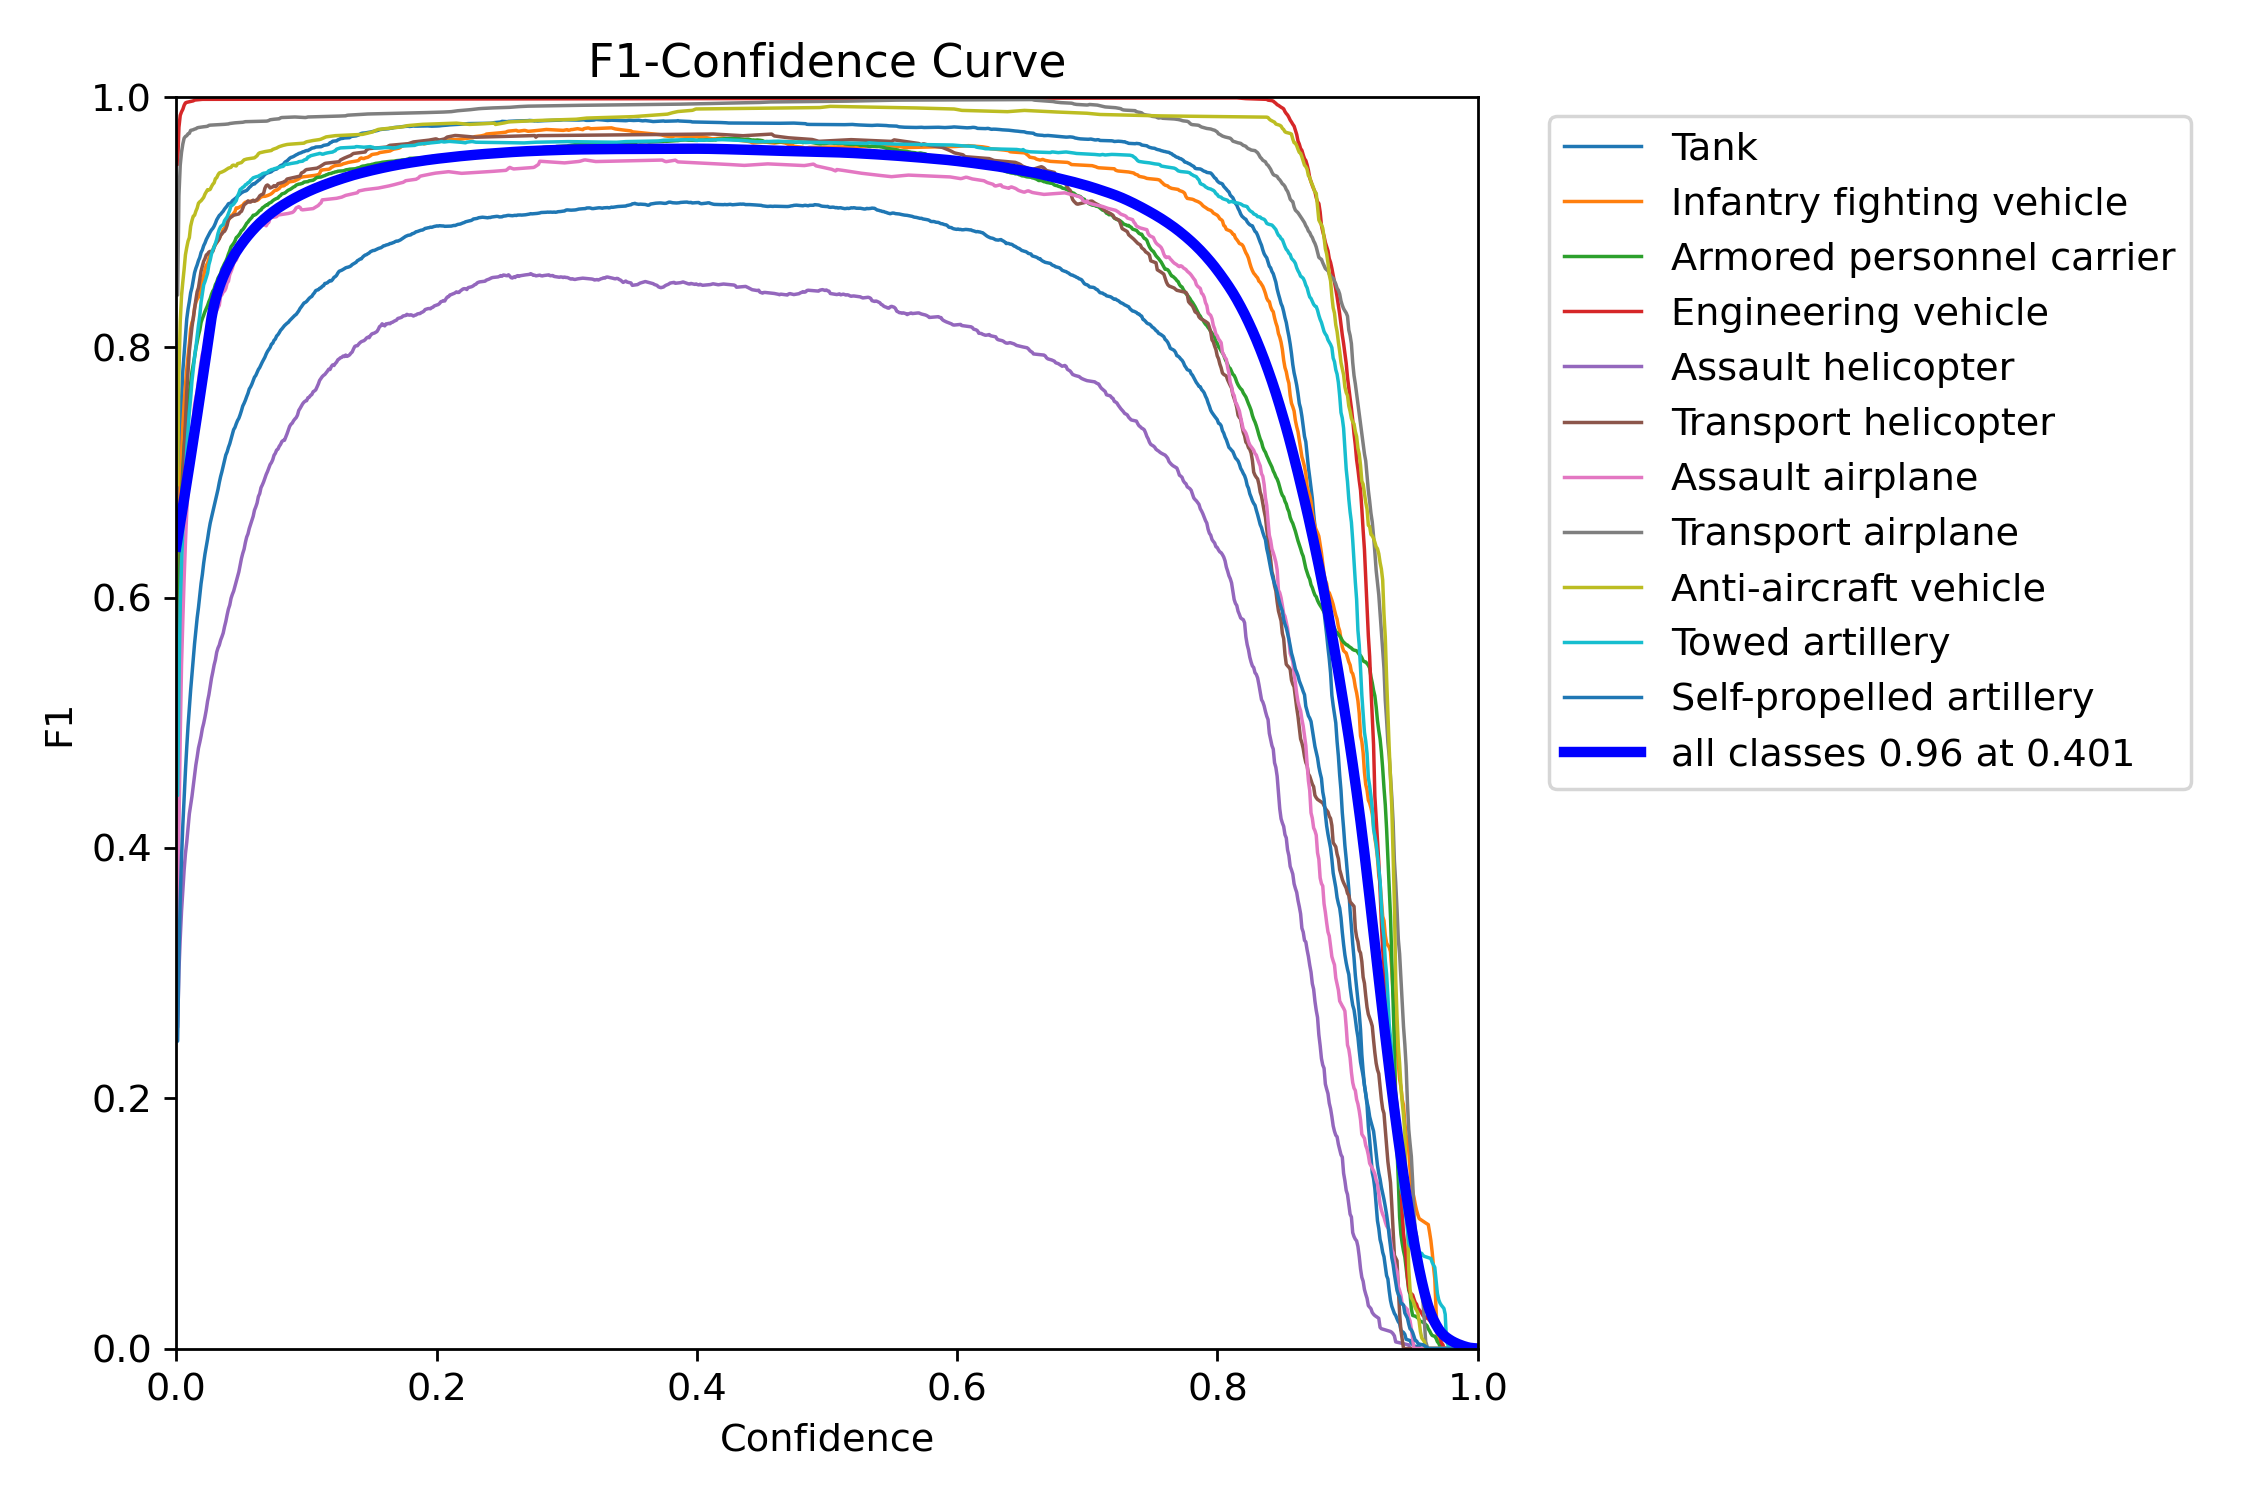 F1-Confidence Curve
1.0
0.8
0.6
0.4
0.2
0.0
F1
0.0 0.2 0.4 0.6 0.8 1.0
Confidence
Tank
Infantry fighting vehicle
Armored personnel carrier
Engineering vehicle
Assault helicopter
Transport helicopter
Assault airplane
Transport airplane
Anti-aircraft vehicle
Towed artillery
Self-propelled artillery
all classes 0.96 at 0.401